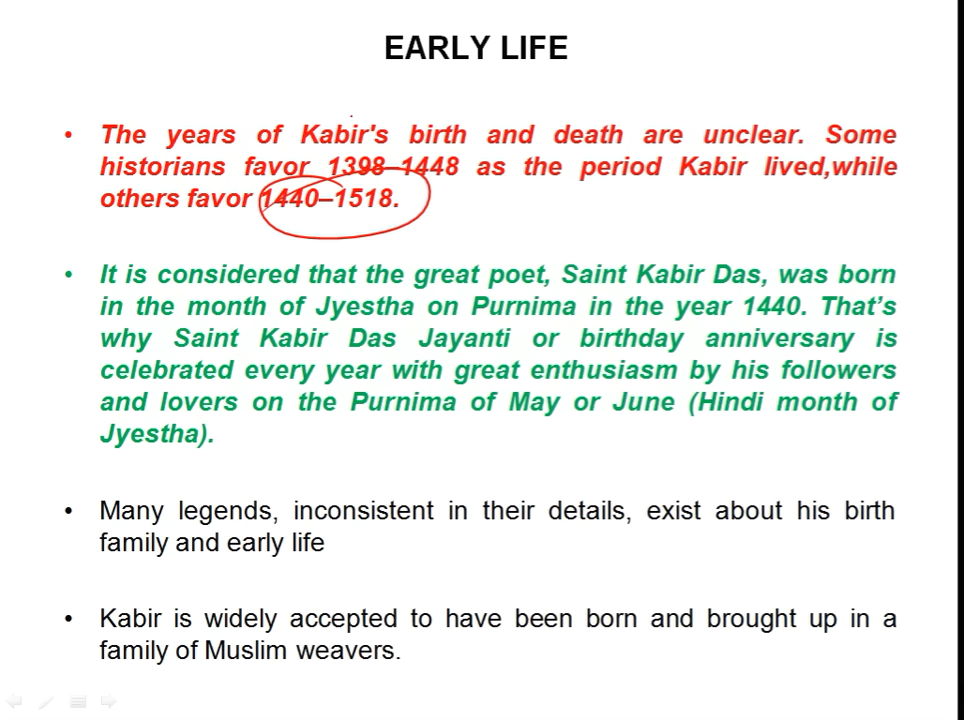 EARLY LIFE
• The years of Kabir's birth and death are unclear. Some
historians favor 1398–1448 as the period Kabir lived,while
others favor 1440–1518.
• It is considered that the great poet, Saint Kabir Das, was born
in the month of Jyestha on Purnima in the year 1440. That’s
why Saint Kabir Das Jayanti or birthday anniversary is
celebrated every year with great enthusiasm by his followers
and lovers on the Purnima of May or June (Hindi month of
Jyestha).
• Many legends, inconsistent in their details, exist about his birth
family and early life
• Kabir is widely accepted to have been born and brought up in a
family of Muslim weavers.